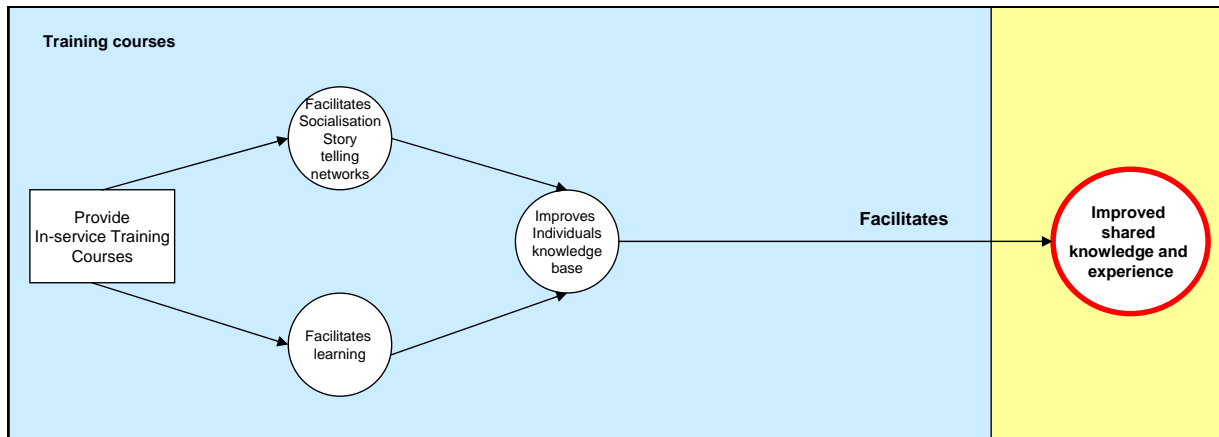 Training courses
Facilitates
Socialisation
Story
telling
networks
Provide
In-service Training
Courses
Improves
Individuals
knowledge
base
Facilitates
learning
Facilitates
Improved
shared
knowledge and
experience